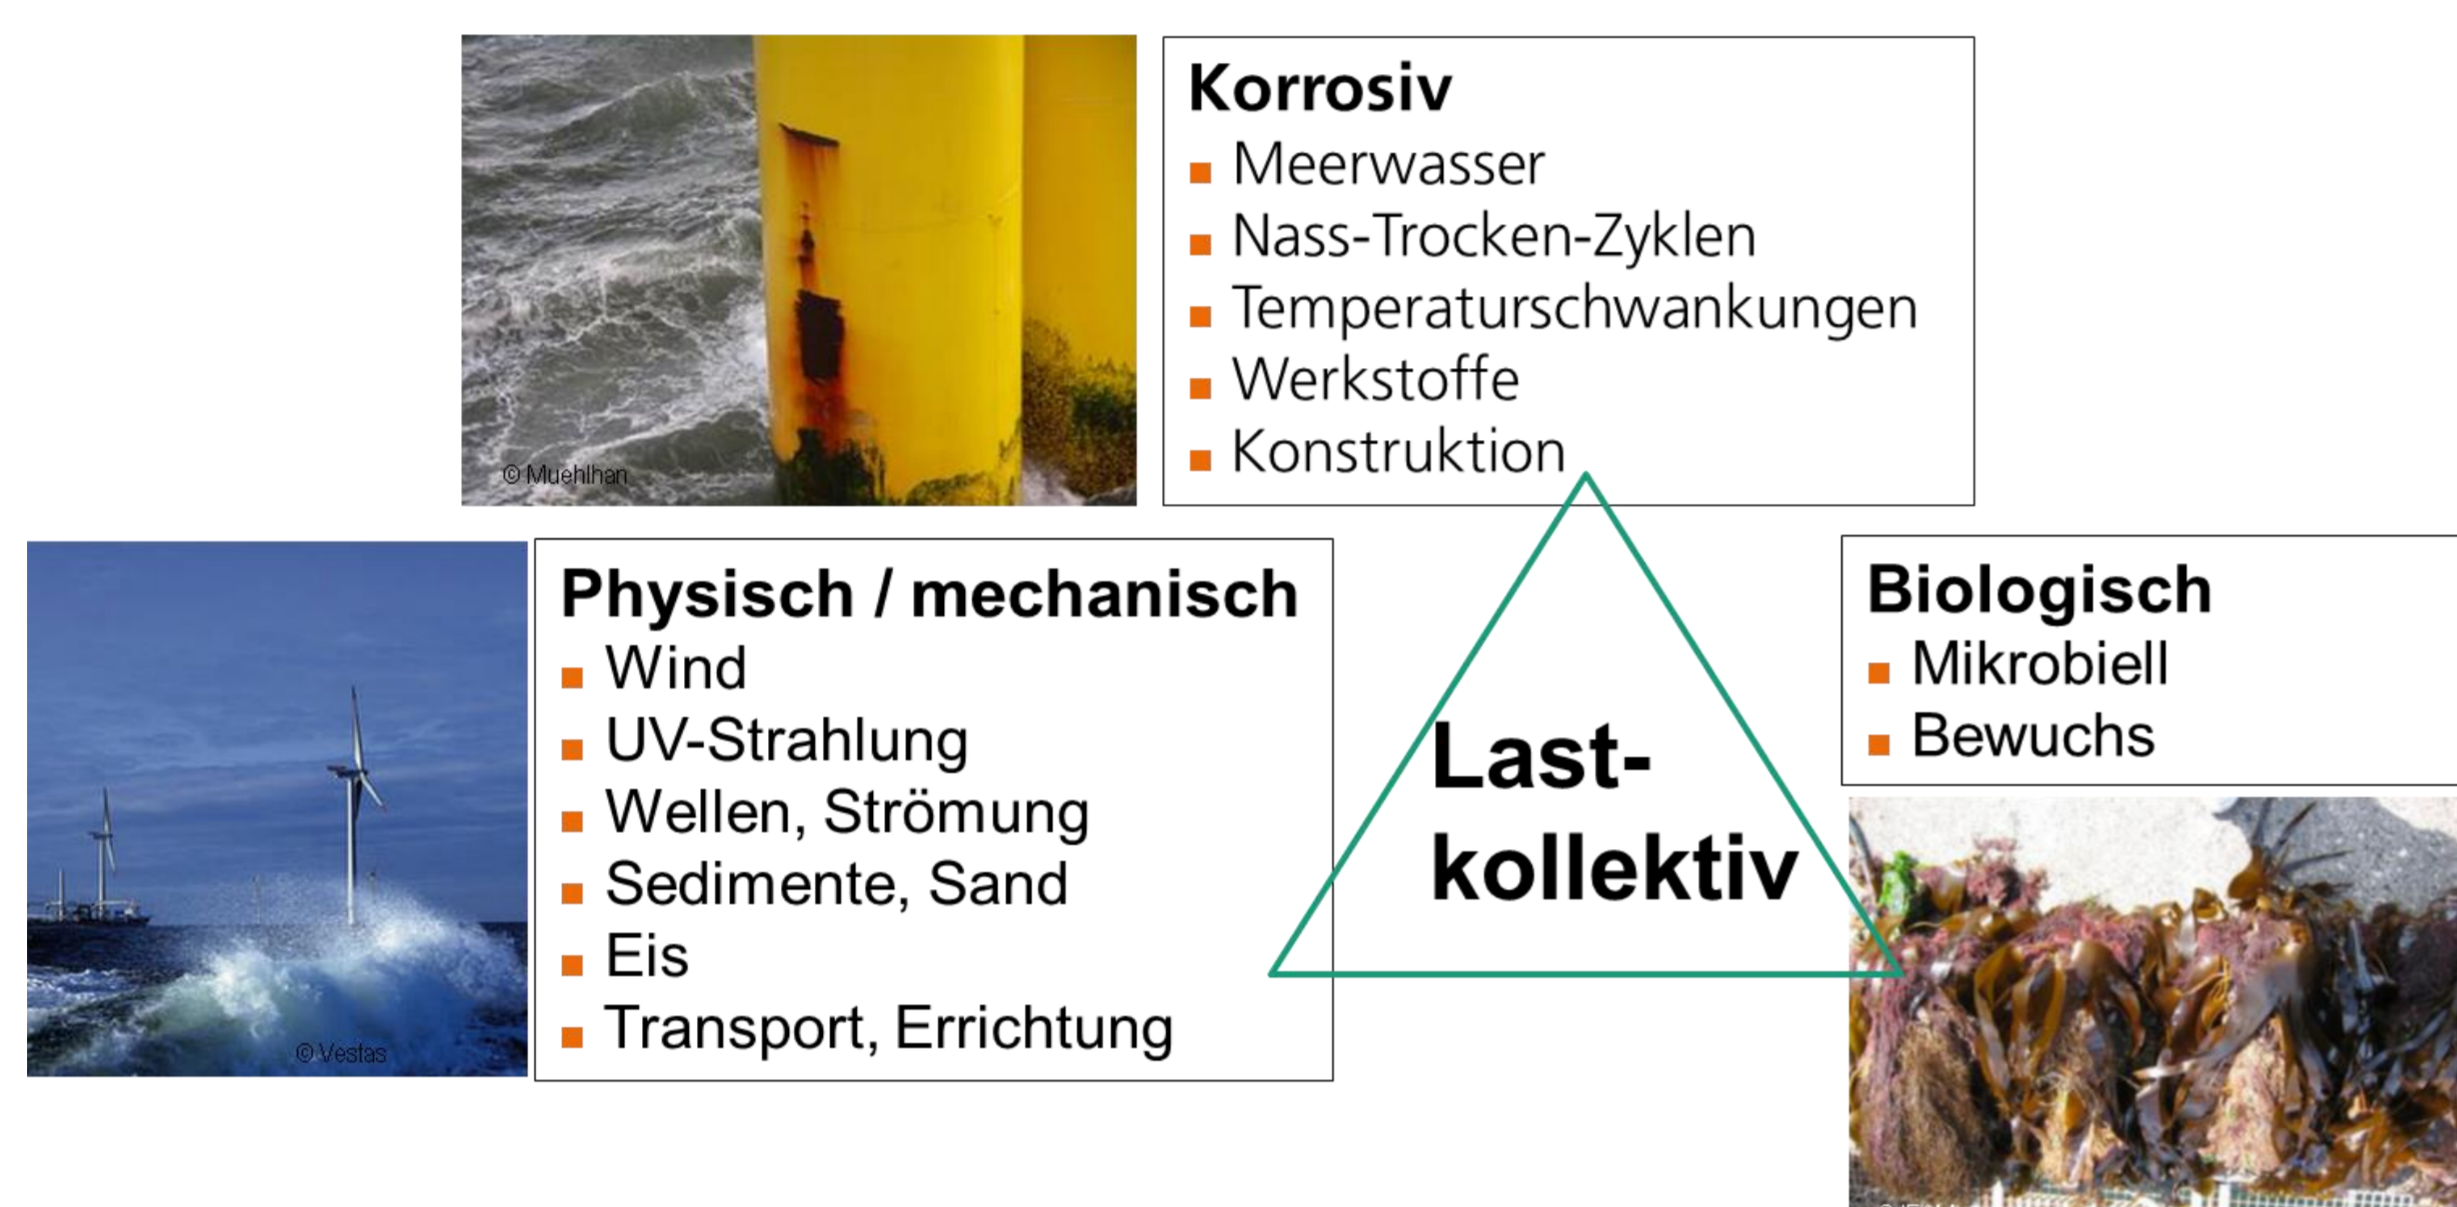 Korrosiv
Meerwasser
Nass-Trocken-Zyklen
Temperaturschwankungen
Werkstoffe
Konstruktion
© Muehlhan
Physisch / mechanisch
Wind
UV-Strahlung
Wellen, Strömung
Sedimente, Sand
Eis
Transport, Errichtung
© Vestas
Last-
kollektiv
Biologisch
Mikrobiell
Bewuchs